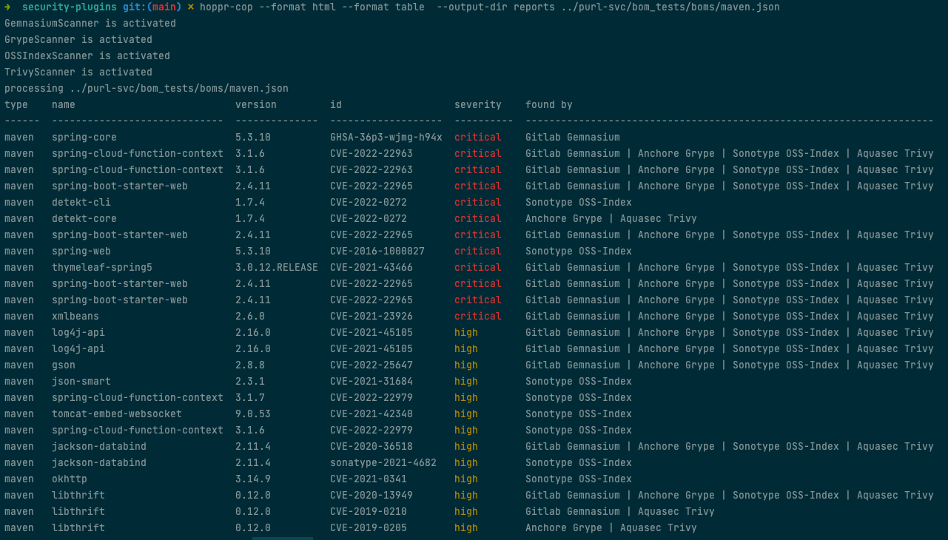 ➜  security-plugins git:(main) ✗ hoppr-cop --format html --format table  --output-dir reports ../purl-svc/bom_tests/boms/maven.json
GemnasiumScanner is activated
GrypeScanner is activated
OSSIndexScanner is activated
TrivyScanner is activated
processing ../purl-svc/bom_tests/boms/maven.json
type    name                           version         id                   severity    found by
------  -----------------------------  --------------  -------------------  ----------  ---------------------------------------------------------------------
maven   spring-core                    5.3.10          GHSA-36p3-wjmg-h94x  critical    Gitlab Gemnasium
maven   spring-cloud-function-context  3.1.6           CVE-2022-22963       critical    Gitlab Gemnasium | Anchore Grype | Sonotype OSS-Index | Aquasec Trivy
maven   spring-cloud-function-context  3.1.6           CVE-2022-22963       critical    Gitlab Gemnasium | Anchore Grype | Sonotype OSS-Index | Aquasec Trivy
maven   spring-boot-starter-web        2.4.11          CVE-2022-22965       critical    Gitlab Gemnasium | Anchore Grype | Sonotype OSS-Index | Aquasec Trivy
maven   detekt-cli                     1.7.4           CVE-2022-0272        critical    Sonotype OSS-Index
maven   detekt-core                    1.7.4           CVE-2022-0272        critical    Anchore Grype | Aquasec Trivy
maven   spring-boot-starter-web        2.4.11          CVE-2022-22965       critical    Gitlab Gemnasium | Anchore Grype | Sonotype OSS-Index | Aquasec Trivy
maven   spring-web                     5.3.10          CVE-2016-1000027     critical    Sonotype OSS-Index
maven   thymeleaf-spring5              3.0.12.RELEASE  CVE-2021-43466       critical    Gitlab Gemnasium | Anchore Grype | Sonotype OSS-Index | Aquasec Trivy
maven   spring-boot-starter-web        2.4.11          CVE-2022-22965       critical    Gitlab Gemnasium | Anchore Grype | Sonotype OSS-Index | Aquasec Trivy
maven   spring-boot-starter-web        2.4.11          CVE-2022-22965       critical    Gitlab Gemnasium | Anchore Grype | Sonotype OSS-Index | Aquasec Trivy
maven   xmlbeans                       2.6.0           CVE-2021-23926       critical    Gitlab Gemnasium | Anchore Grype | Sonotype OSS-Index | Aquasec Trivy
maven   log4j-api                      2.16.0          CVE-2021-45105       high        Gitlab Gemnasium | Anchore Grype | Sonotype OSS-Index | Aquasec Trivy
maven   log4j-api                      2.16.0          CVE-2021-45105       high        Gitlab Gemnasium | Anchore Grype | Sonotype OSS-Index | Aquasec Trivy
maven   gson                           2.8.8           CVE-2022-25647       high        Gitlab Gemnasium | Anchore Grype | Sonotype OSS-Index | Aquasec Trivy
maven   json-smart                     2.3.1           CVE-2021-31684       high        Sonotype OSS-Index
maven   spring-cloud-function-context  3.1.7           CVE-2022-22979       high        Sonotype OSS-Index
maven   tomcat-embed-websocket         9.0.53          CVE-2021-42340       high        Sonotype OSS-Index
maven   spring-cloud-function-context  3.1.6           CVE-2022-22979       high        Sonotype OSS-Index
maven   jackson-databind               2.11.4          CVE-2020-36518       high        Gitlab Gemnasium | Anchore Grype | Sonotype OSS-Index | Aquasec Trivy
maven   jackson-databind               2.11.4          sonatype-2021-4682   high        Sonotype OSS-Index
maven   okhttp                         3.14.9          CVE-2021-0341        high        Sonotype OSS-Index
maven   libthrift                      0.12.0          CVE-2020-13949       high        Gitlab Gemnasium | Anchore Grype | Sonotype OSS-Index | Aquasec Trivy
maven   libthrift                      0.12.0          CVE-2019-0210        high        Gitlab Gemnasium | Aquasec Trivy
maven   libthrift                      0.12.0          CVE-2019-0205        high        Anchore Grype | Aquasec Trivy